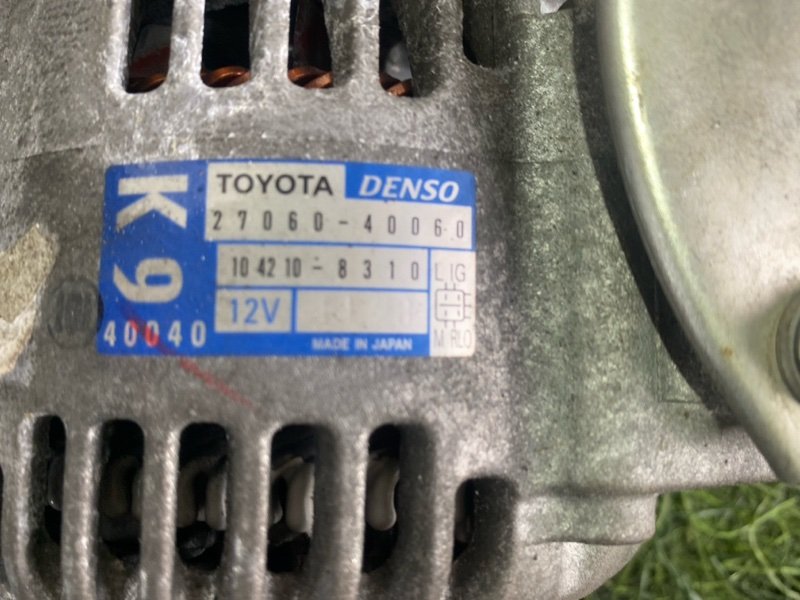 K9
40040
TOYOTA DENSO
27060-40060
104210-8310
12V
MADE IN JAPAN
L IG
M RLO